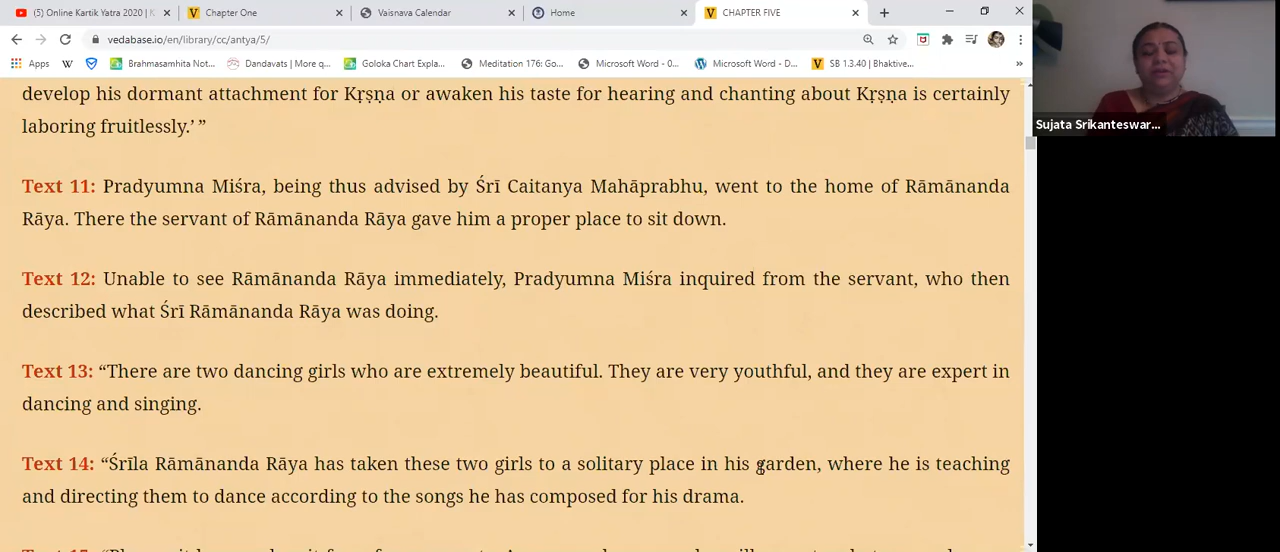 (5) Online Kartik Yatra 2020 | K
Chapter One
Vaisnava Calendar
Home
CHAPTER FIVE
vedabase.io/en/library/cc/antya/5/
Apps
Brahmasamhita Not...
Dandavats | More q...
Goloka Chart Expla...
Meditation 176: Go...
Microsoft Word - 0...
Microsoft Word - D...
SB 1.3.40 | Bhaktive...
»
develop his dormant attachment for Kṛṣṇa or awaken his taste for hearing and chanting about Kṛṣṇa is certainly
laboring fruitlessly.’ ”
Text 11: Pradyumna Miśra, being thus advised by Śrī Caitanya Mahāprabhu, went to the home of Rāmānanda
Rāya. There the servant of Rāmānanda Rāya gave him a proper place to sit down.
Text 12: Unable to see Rāmānanda Rāya immediately, Pradyumna Miśra inquired from the servant, who then
described what Śrī Rāmānanda Rāya was doing.
Text 13: “There are two dancing girls who are extremely beautiful. They are very youthful, and they are expert in
dancing and singing.
Text 14: “Śrīla Rāmānanda Rāya has taken these two girls to a solitary place in his garden, where he is teaching
and directing them to dance according to the songs he has composed for his drama.
Sujata Srikanteswar...